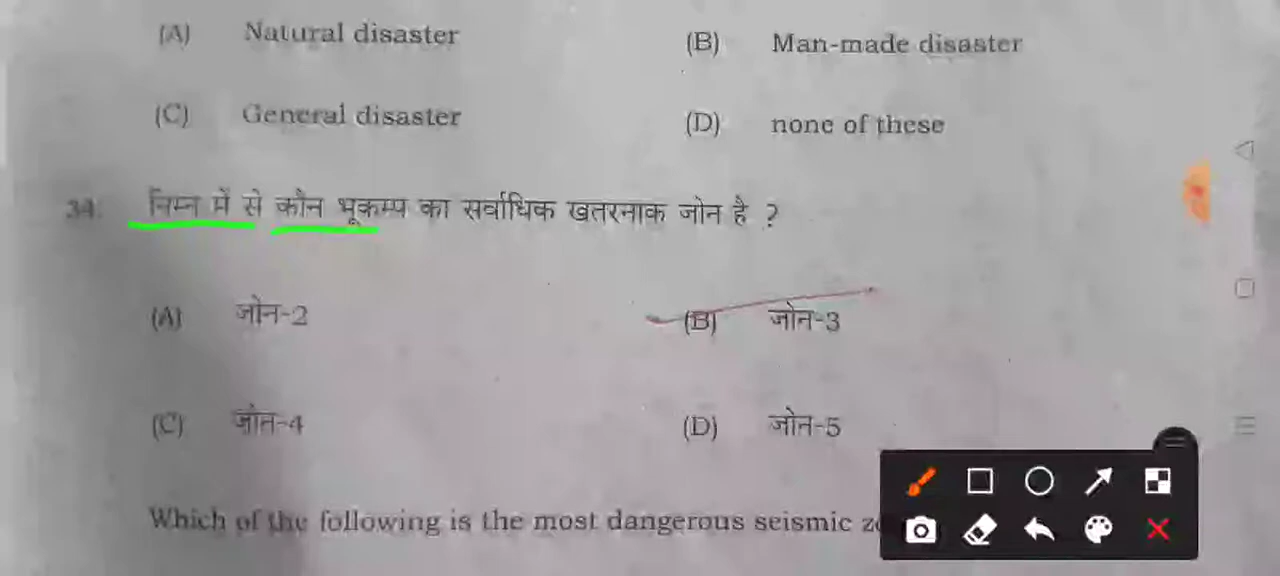 (A) Natural disaster (B) Man-made disaster
(C) General disaster (D) none of these
34. निम्न में से कौन भूकम्प का सर्वाधिक खतरनाक जोन है ?
(A) जोन-2 (B) जोन-3
(C) जोन-4 (D) जोन-5
Which of the following is the most dangerous seismic